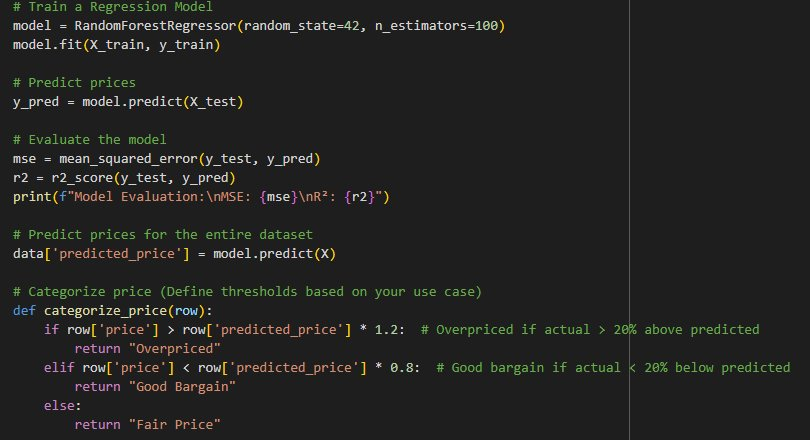 # Train a Regression Model
model = RandomForestRegressor(random_state=42, n_estimators=100)
model.fit(X_train, y_train)

# Predict prices
y_pred = model.predict(X_test)

# Evaluate the model
mse = mean_squared_error(y_test, y_pred)
r2 = r2_score(y_test, y_pred)
print(f"Model Evaluation:\nMSE: {mse}\nR²: {r2}")

# Predict prices for the entire dataset
data['predicted_price'] = model.predict(X)

# Categorize price (Define thresholds based on your use case)
def categorize_price(row):
    if row['price'] > row['predicted_price'] * 1.2:  # Overpriced if actual > 20% above predicted
        return "Overpriced"
    elif row['price'] < row['predicted_price'] * 0.8:  # Good bargain if actual < 20% below predicted
        return "Good Bargain"
    else:
        return "Fair Price"